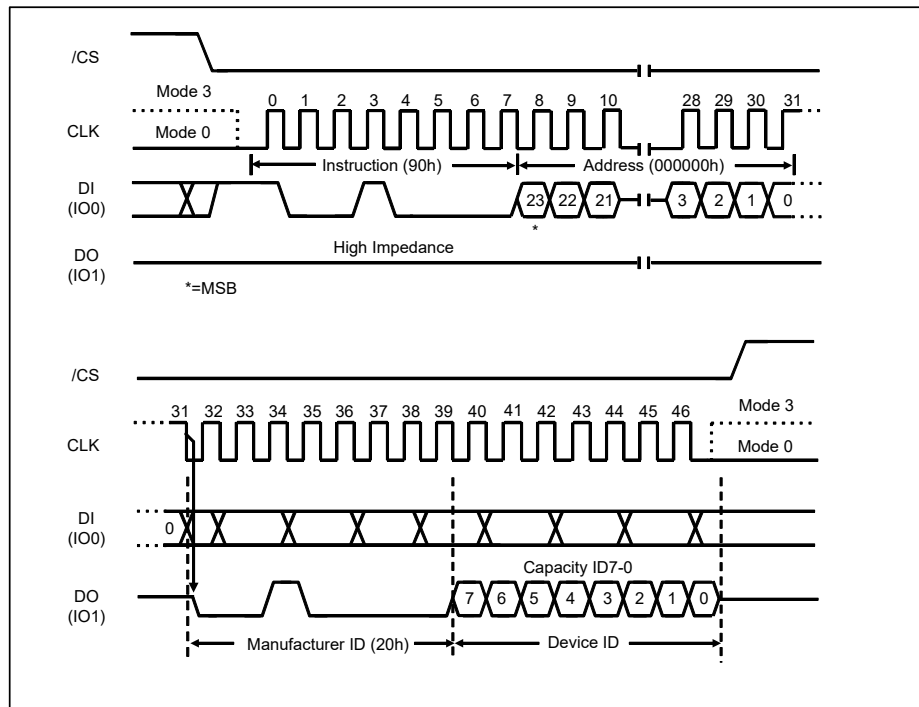 /CS
Mode 3
0 1 2 3 4 5 6 7 8 9 10 28 29 30 31
CLK
Mode 0
Instruction (90h) Address (000000h)
DI
(IO0)
23 22 21 3 2 1 0
*
High Impedance
DO
(IO1)
*=MSB
/CS
31 32 33 34 35 36 37 38 39 40 41 42 43 44 45 46
Mode 3
CLK
Mode 0
DI
(IO0)
0
Capacity ID7-0
DO
(IO1)
7 6 5 4 3 2 1 0
Manufacturer ID (20h) Device ID